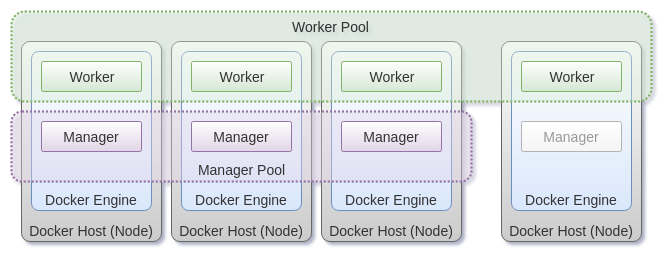 Worker Pool
Worker Worker Worker Worker
Manager Manager Manager Manager
Manager Pool
Docker Engine Docker Engine Docker Engine Docker Engine
Docker Host (Node) Docker Host (Node) Docker Host (Node) Docker Host (Node)